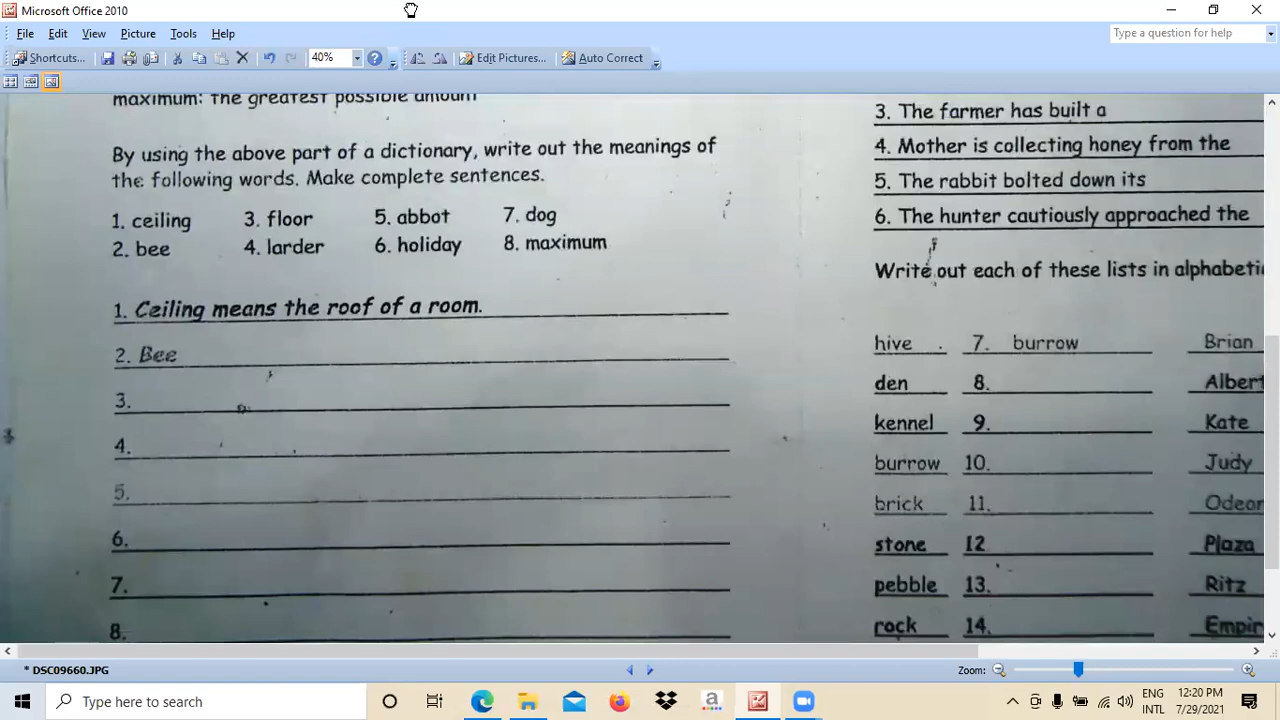 Microsoft Office 2010
File Edit View Picture Tools Help
Type a question for help
Shortcuts... 40% Edit Pictures... Auto Correct
maximum: the greatest possible amount
By using the above part of a dictionary, write out the meanings of
the following words. Make complete sentences.
1. ceiling 3. floor 5. abbot 7. dog
2. bee 4. larder 6. holiday 8. maximum
1. Ceiling means the roof of a room.
2. Bee
3.
4.
5.
6.
7.
8.
3. The farmer has built a
4. Mother is collecting honey from the
5. The rabbit bolted down its
6. The hunter cautiously approached the
Write out each of these lists in alphabeti
hive 7. burrow Brian
den 8. Albert
kennel 9. Kate
burrow 10. Judy
brick 11. Odeon
stone 12 Plaza
pebble 13. Ritz
rock 14. Empir
* DSC09660.JPG
Zoom:
Type here to search
ENG
INTL
12:20 PM
7/29/2021